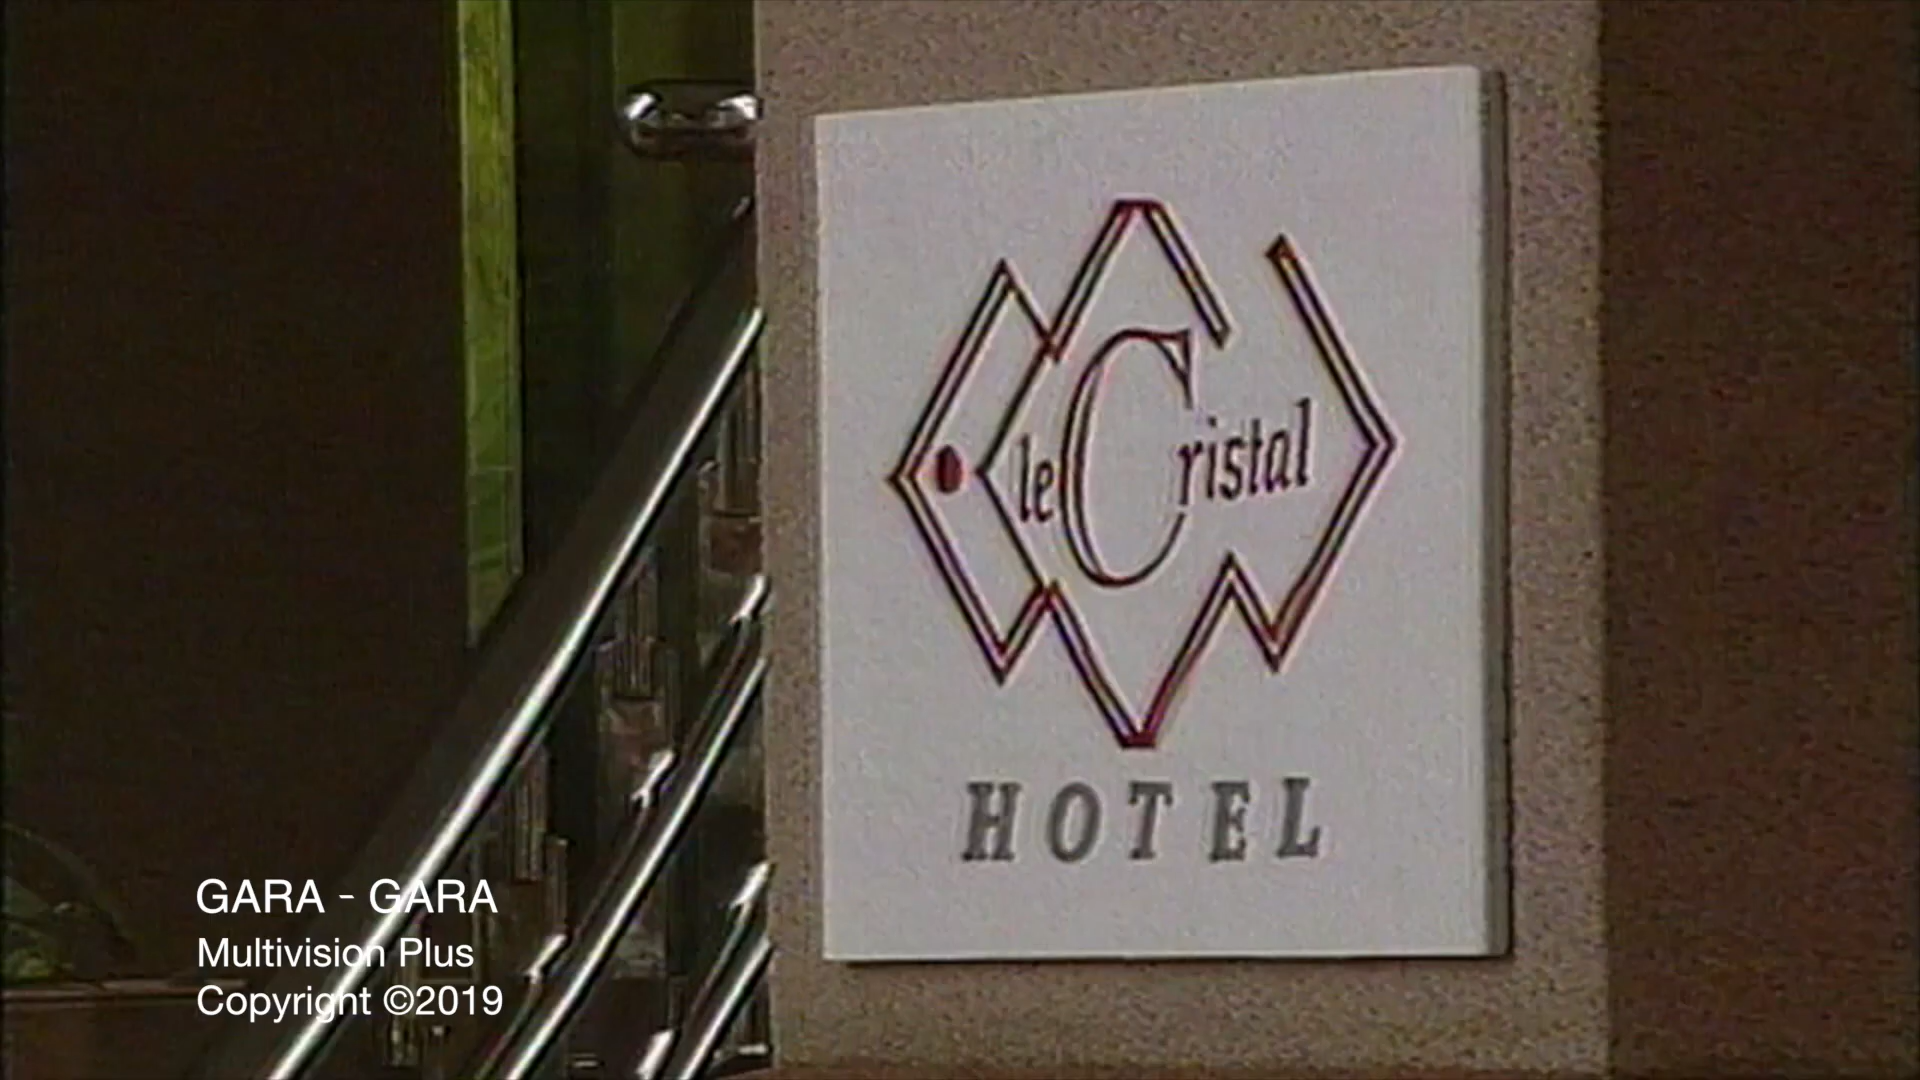 le Cristal
HOTEL
GARA - GARA
Multivision Plus
Copyright ©2019